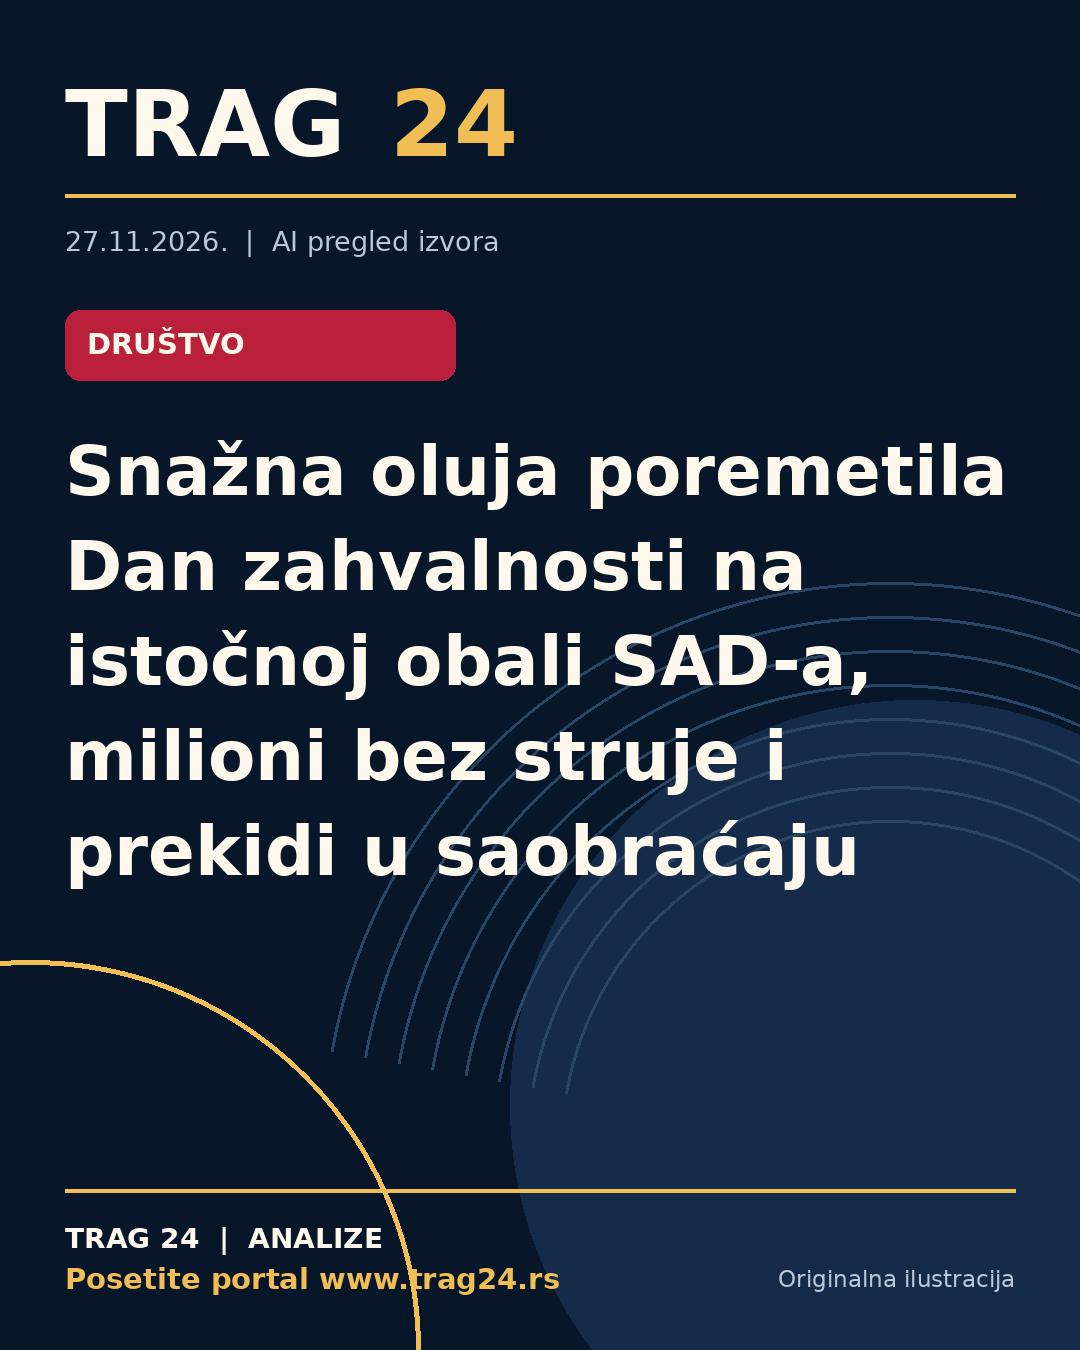 TRAG 24
27.11.2026. | AI pregled izvora
DRUŠTVO
Snažna oluja poremetila
Dan zahvalnosti na
istočnoj obali SAD-a,
milioni bez struje i
prekidi u saobraćaju
TRAG 24 | ANALIZE
Posetite portal www.trag24.rs
Originalna ilustracija